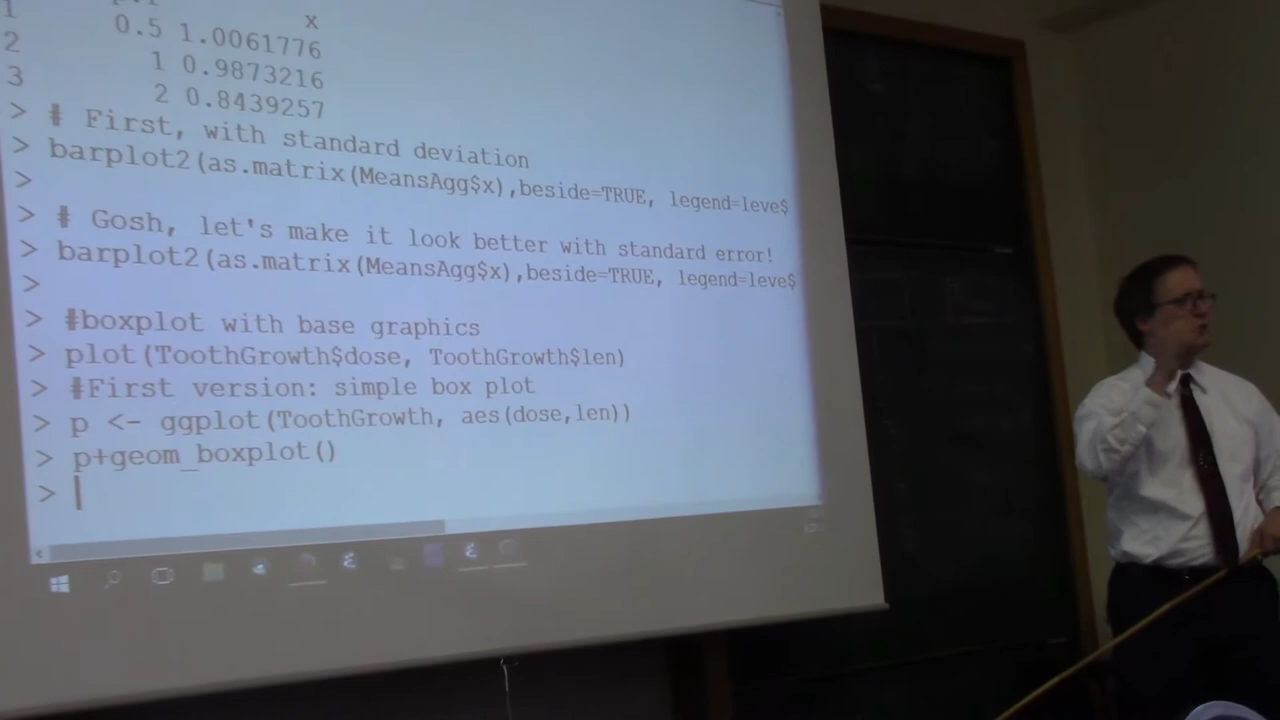 1 0.5 1.0061776
x
2 1 0.9873216
3 2 0.8439257
> # First, with standard deviation
> barplot2(as.matrix(MeansAgg$x),beside=TRUE, legend=leve$
>
> # Gosh, let's make it look better with standard error!
> barplot2(as.matrix(MeansAgg$x),beside=TRUE, legend=leve$
>
> #boxplot with base graphics
> plot(ToothGrowth$dose, ToothGrowth$len)
> #First version: simple box plot
> p <- ggplot(ToothGrowth, aes(dose,len))
> p+geom_boxplot()
>